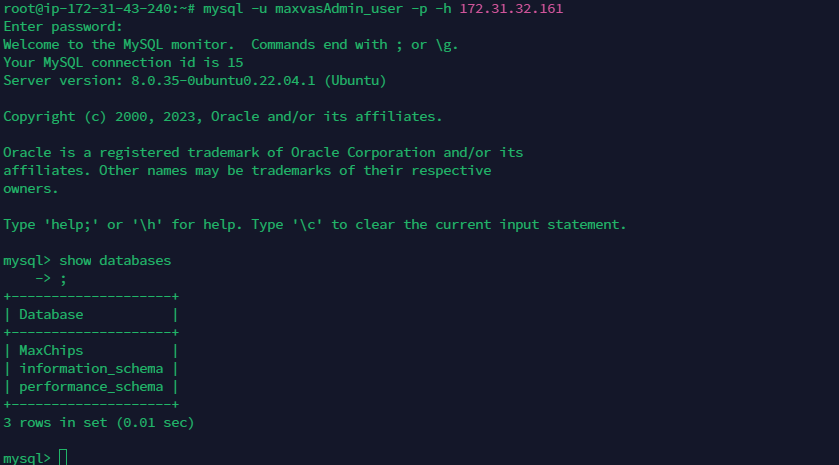 root@ip-172-31-43-240:~# mysql -u maxvasAdmin_user -p -h 172.31.32.161
Enter password:
Welcome to the MySQL monitor.  Commands end with ; or \g.
Your MySQL connection id is 15
Server version: 8.0.35-0ubuntu0.22.04.1 (Ubuntu)

Copyright (c) 2000, 2023, Oracle and/or its affiliates.

Oracle is a registered trademark of Oracle Corporation and/or its
affiliates. Other names may be trademarks of their respective
owners.

Type 'help;' or '\h' for help. Type '\c' to clear the current input statement.

mysql> show databases
    -> ;
+--------------------+
| Database           |
+--------------------+
| MaxChips           |
| information_schema |
| performance_schema |
+--------------------+
3 rows in set (0.01 sec)

mysql>